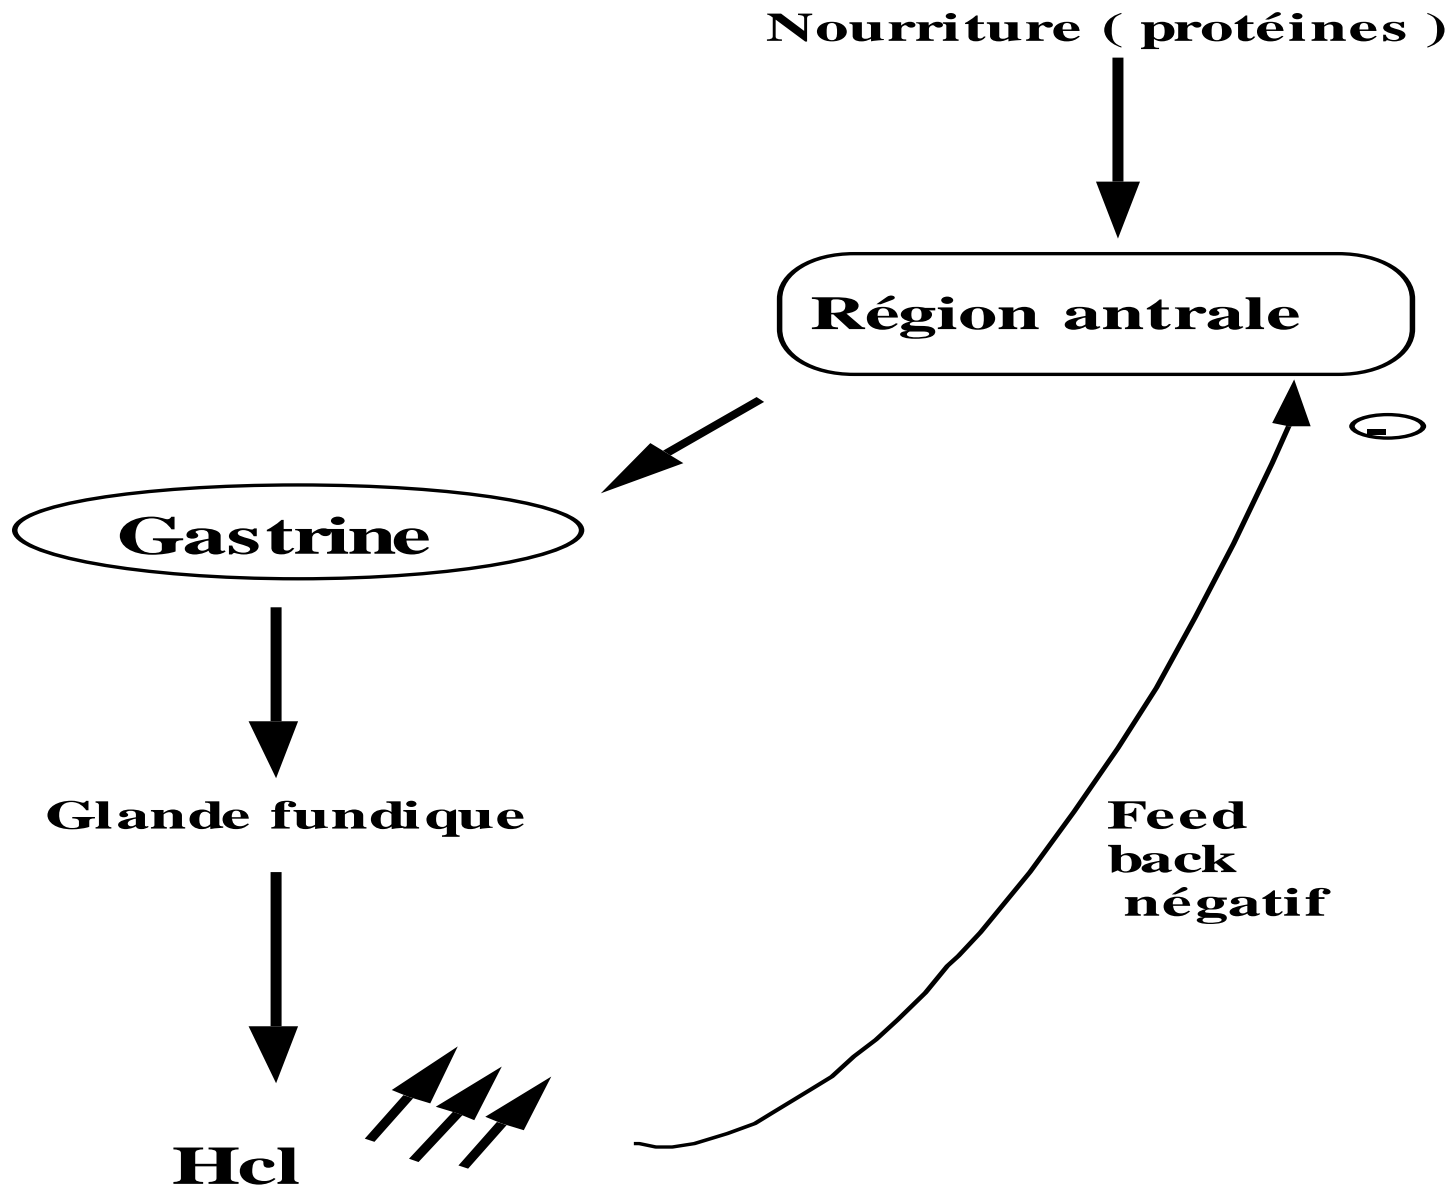 Nourriture ( protéines )
Région antrale
-
Gastrine
Glande fundique
Feed
back
négatif
Hcl